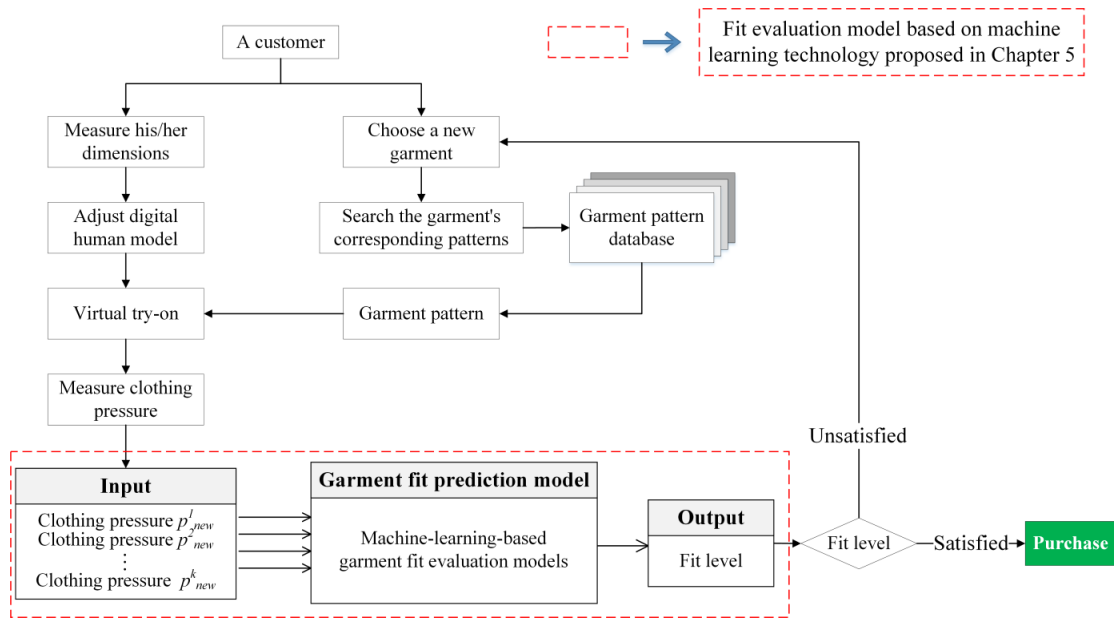 A customer
Fit evaluation model based on machine
learning technology proposed in Chapter 5
Measure his/her
dimensions
Choose a new
garment
Adjust digital
human model
Search the garment's
corresponding patterns
Garment pattern
database
Virtual try-on
Garment pattern
Measure clothing
pressure
Unsatisfied
Input
Clothing pressure p^1_new
Clothing pressure p^2_new
⋮
Clothing pressure p^k_new
Garment fit prediction model
Machine-learning-based
garment fit evaluation models
Output
Fit level
Fit level
Satisfied
Purchase